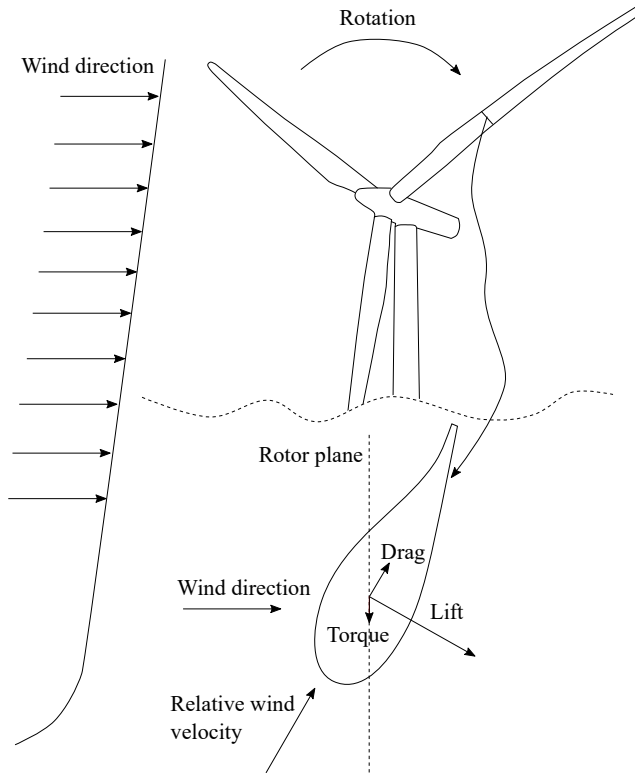 Rotation
Wind direction
Rotor plane
Drag
Wind direction
Lift
Torque
Relative wind
velocity